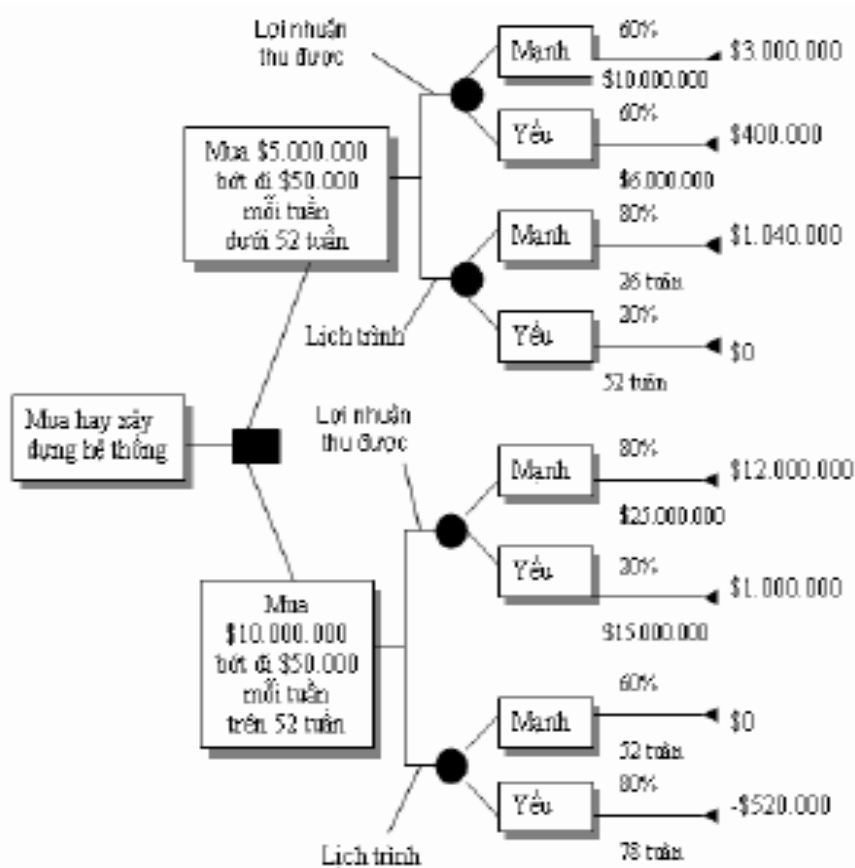 Lợi nhuận
thu được
Mạnh
60%
$3.000.000
$10.000.000
Yếu
60%
$400.000
$6.000.000
Mua $5.000.000
bớt đi $50.000
mỗi tuần
dưới 52 tuần
Mạnh
80%
$1.040.000
26 tuần
Yếu
20%
$0
52 tuần
Lịch trình
Mua hay xây
dựng hệ thống
Lợi nhuận
thu được
Mạnh
80%
$12.000.000
$25.000.000
Yếu
20%
$1.000.000
$15.000.000
Mua
$10.000.000
bớt đi $50.000
mỗi tuần
trên 52 tuần
Mạnh
60%
$0
52 tuần
Yếu
80%
-$520.000
78 tuần
Lịch trình